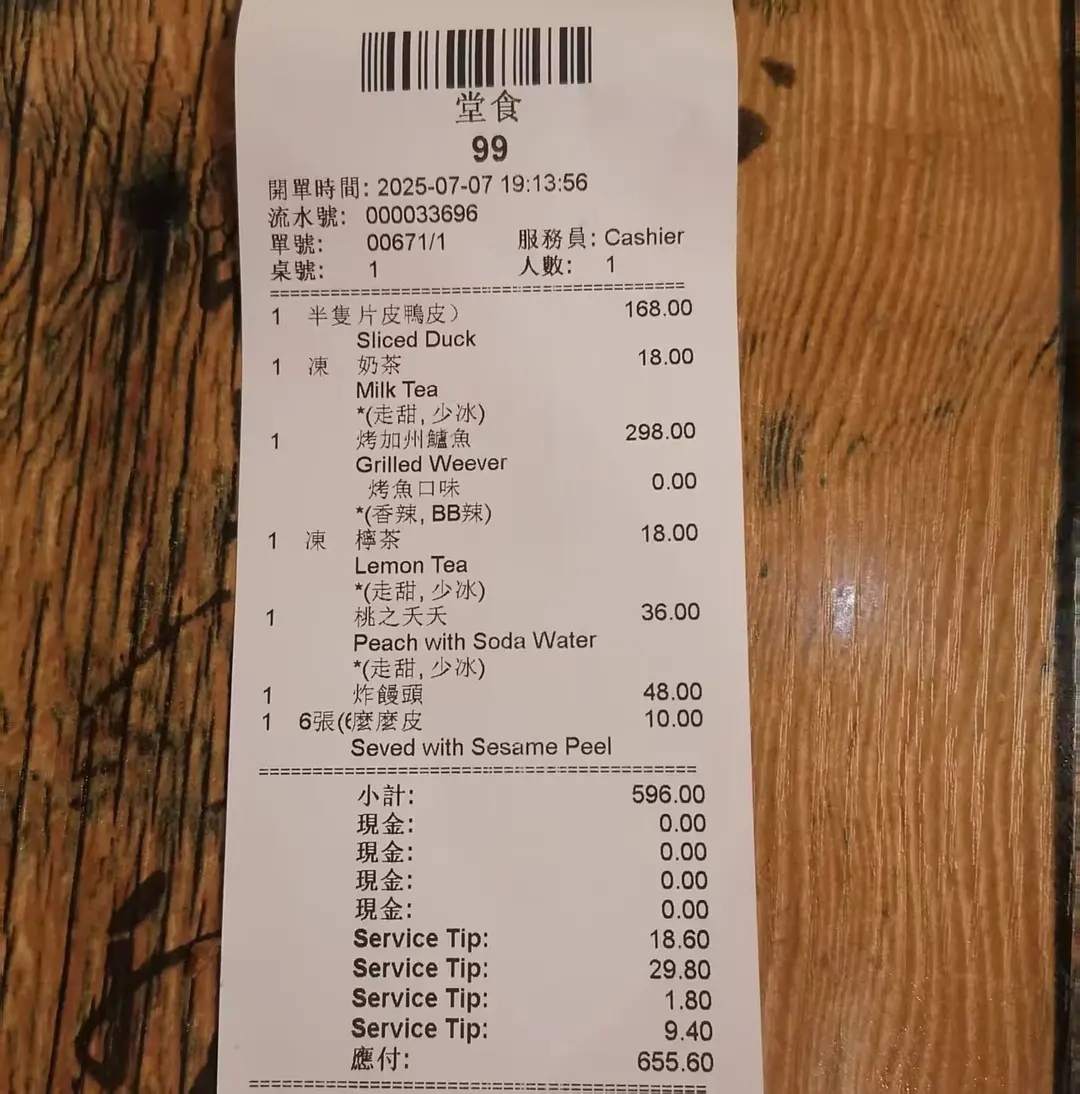 堂食
99
開單時間: 2025-07-07 19:13:56
流水號: 000033696
單號: 00671/1 服務員: Cashier
桌號: 1 人數: 1
1 半隻片皮鴨皮） 168.00
Sliced Duck
1 凍 奶茶 18.00
Milk Tea
*(走甜, 少冰)
1 烤加州鱸魚 298.00
Grilled Weever
烤魚口味 0.00
*(香辣, BB辣)
1 凍 檸茶 18.00
Lemon Tea
*(走甜, 少冰)
1 桃之夭夭 36.00
Peach with Soda Water
*(走甜, 少冰)
1 炸饅頭 48.00
1 6張(6麼麼皮 10.00
Seved with Sesame Peel
小計: 596.00
現金: 0.00
現金: 0.00
現金: 0.00
現金: 0.00
Service Tip: 18.60
Service Tip: 29.80
Service Tip: 1.80
Service Tip: 9.40
應付: 655.60